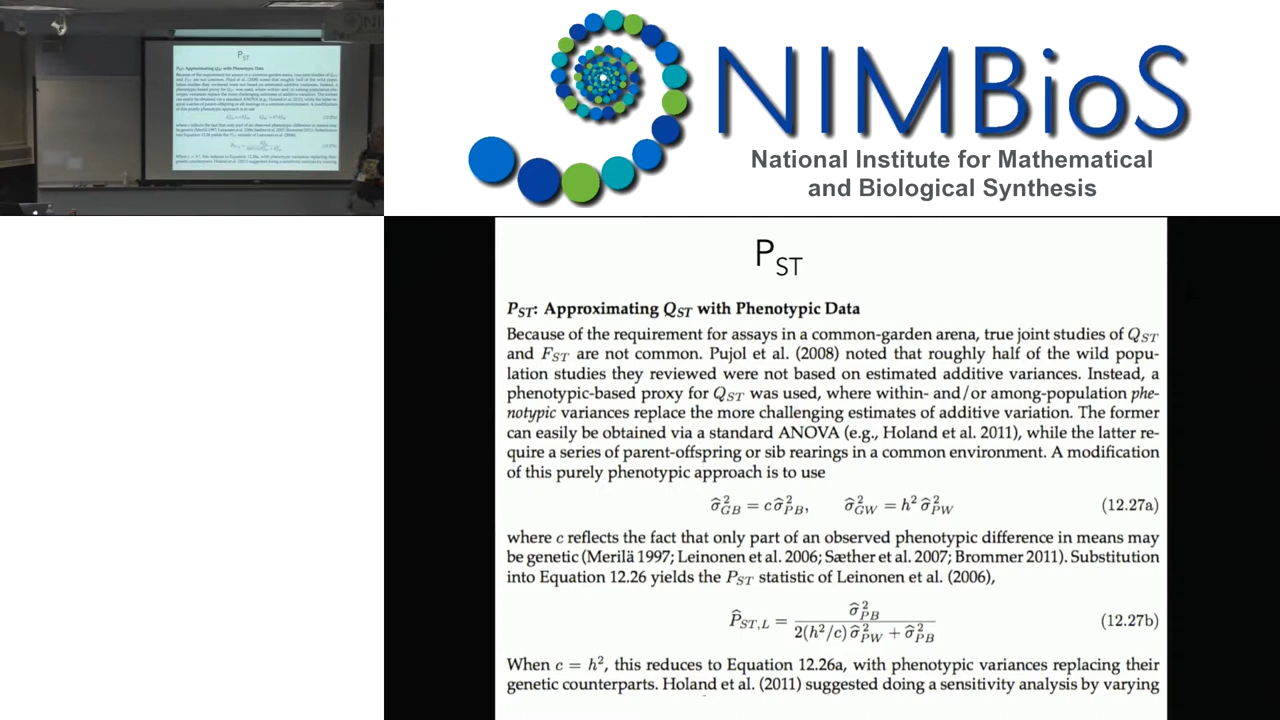 NIMBioS
National Institute for Mathematical
and Biological Synthesis
P_ST
P_ST: Approximating Q_ST with Phenotypic Data
Because of the requirement for assays in a common-garden arena, true joint studies of Q_ST
and F_ST are not common. Pujol et al. (2008) noted that roughly half of the wild popu-
lation studies they reviewed were not based on estimated additive variances. Instead, a
phenotypic-based proxy for Q_ST was used, where within- and/or among-population phe-
notypic variances replace the more challenging estimates of additive variation. The former
can easily be obtained via a standard ANOVA (e.g., Holand et al. 2011), while the latter re-
quire a series of parent-offspring or sib rearings in a common environment. A modification
of this purely phenotypic approach is to use
σ̂²_GB = c σ̂²_PB, σ̂²_GW = h² σ̂²_PW (12.27a)
where c reflects the fact that only part of an observed phenotypic difference in means may
be genetic (Merilä 1997; Leinonen et al. 2006; Sæther et al. 2007; Brommer 2011). Substitution
into Equation 12.26 yields the P_ST statistic of Leinonen et al. (2006),
P̂_ST,L = σ̂²_PB / 2(h²/c) σ̂²_PW + σ̂²_PB (12.27b)
When c = h², this reduces to Equation 12.26a, with phenotypic variances replacing their
genetic counterparts. Holand et al. (2011) suggested doing a sensitivity analysis by varying